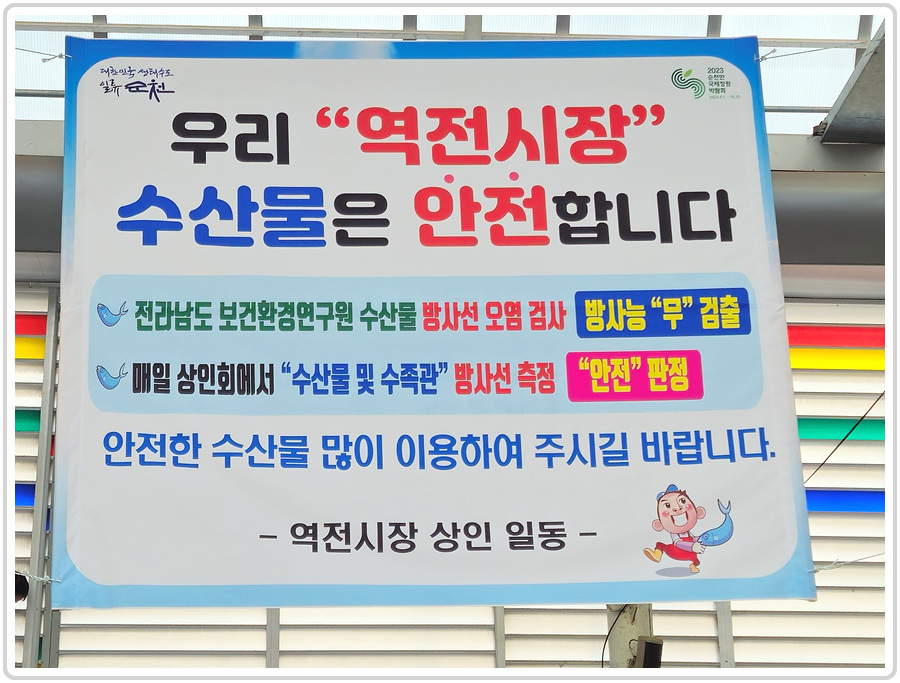 대한민국 생태수도
일류 순천
2023
순천만
국제정원
박람회
우리 “역전시장”
수산물은 안전합니다
전라남도 보건환경연구원 수산물 방사선 오염 검사 방사능 “무” 검출
매일 상인회에서 “수산물 및 수족관” 방사선 측정 “안전” 판정
안전한 수산물 많이 이용하여 주시길 바랍니다.
– 역전시장 상인 일동 –